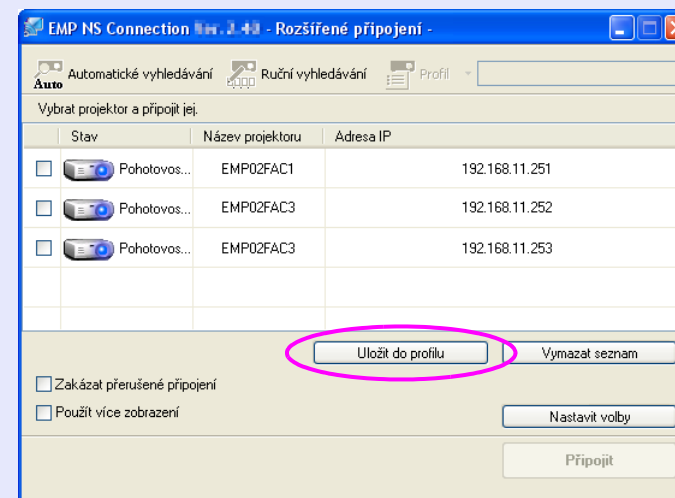 EMP NS Connection - Rozšířené připojení -
Auto Automatické vyhledávání Ruční vyhledávání Profil
Vybrat projektor a připojit jej.
Stav Název projektoru Adresa IP
Pohotovos... EMP02FAC1 192.168.11.251
Pohotovos... EMP02FAC3 192.168.11.252
Pohotovos... EMP02FAC3 192.168.11.253
Uložit do profilu Vymazat seznam
Zakázat přerušené připojení
Použít více zobrazení
Nastavit volby
Připojit